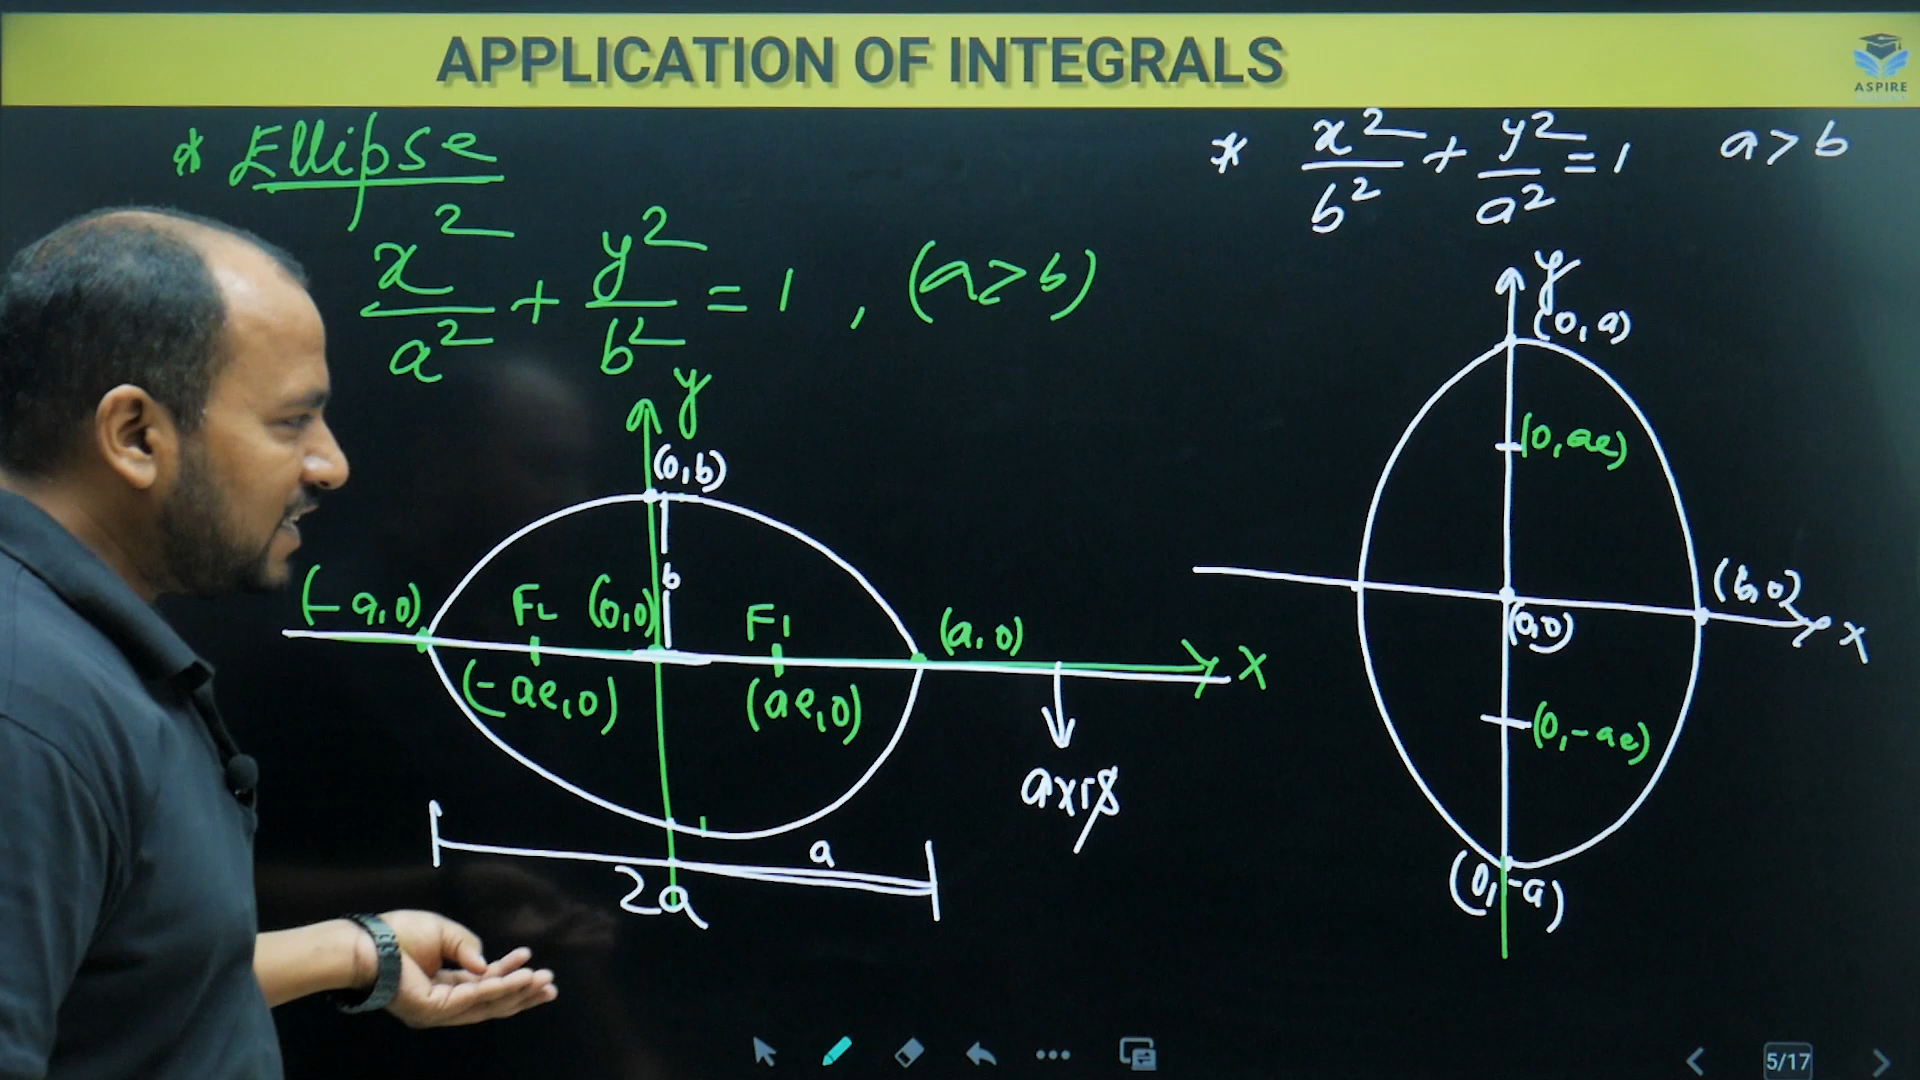 APPLICATION OF INTEGRALS
ASPIRE
* Ellipse
x²/a² + y²/b² = 1, (a>b)
y
(0,b)
b
(-a,0)
F2
(0,0)
F1
(a,0)
x
(-ae,0)
(ae,0)
axis
a
2a
* x²/b² + y²/a² = 1 a>b
y
(0,a)
(0,ae)
(b,0)
(0,0)
x
(0,-ae)
(0,-a)
5/17